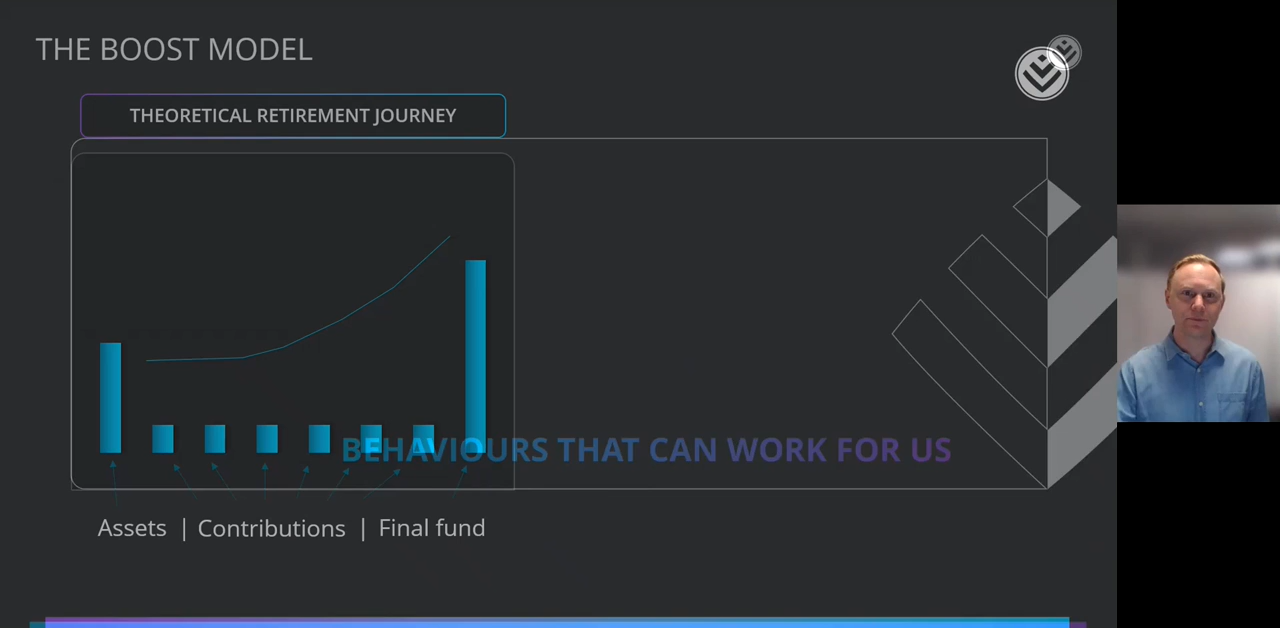 THE BOOST MODEL
THEORETICAL RETIREMENT JOURNEY
BEHAVIOURS THAT CAN WORK FOR US
Assets | Contributions | Final fund